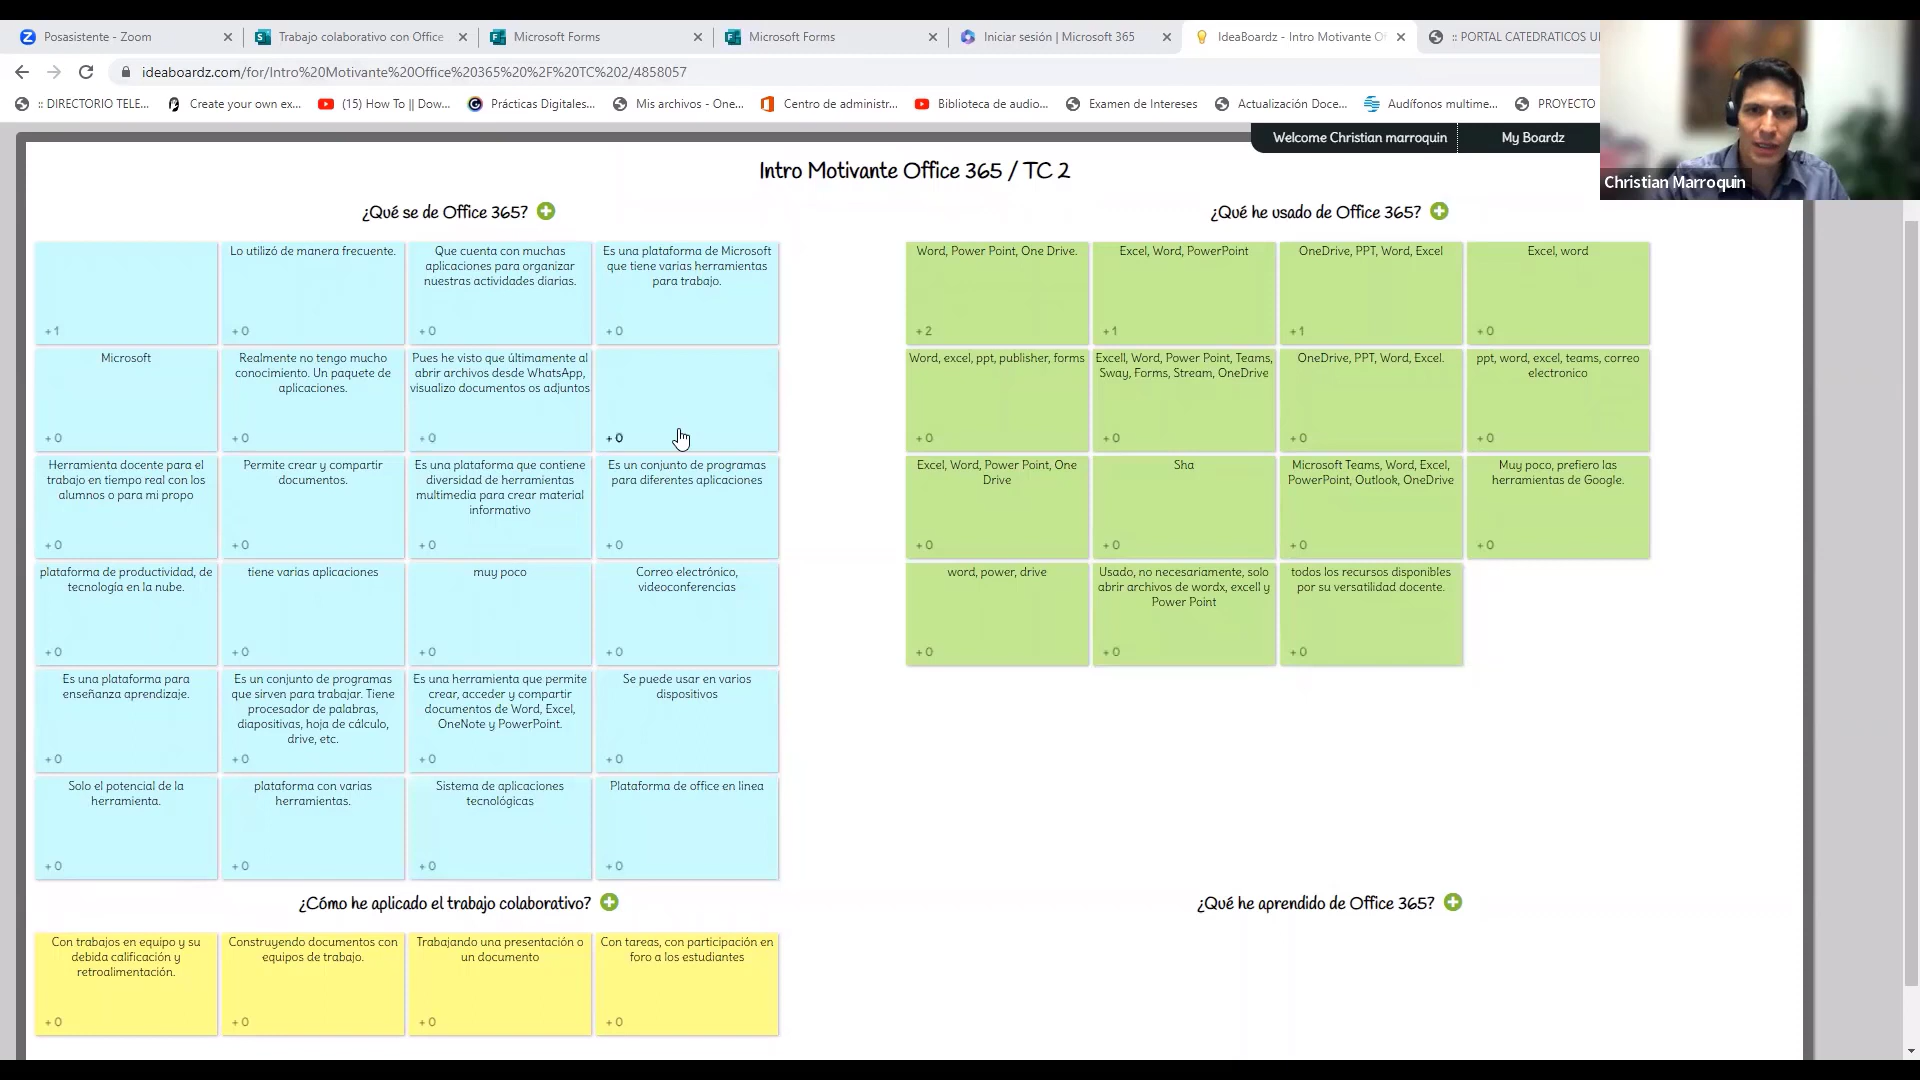 Posasistente - Zoom
Trabajo colaborativo con Office
Microsoft Forms
Microsoft Forms
Iniciar sesión | Microsoft 365
IdeaBoardz - Intro Motivante Of
:: PORTAL CATEDRATICOS U
ideaboardz.com/for/Intro%20Motivante%20Office%20365%20%2F%20TC%202/4858057
:: DIRECTORIO TELE...
Create your own ex...
(15) How To || Dow...
Prácticas Digitales...
Mis archivos - One...
Centro de administr...
Biblioteca de audio...
Examen de Intereses
Actualización Doce...
Audífonos multime...
PROYECTO
Welcome Christian marroquin
My Boardz
Christian Marroquin
Intro Motivante Office 365 / TC 2
¿Qué se de Office 365?
+1
Lo utilizó de manera frecuente.
+0
Que cuenta con muchas
aplicaciones para organizar
nuestras actividades diarias.
+0
Es una plataforma de Microsoft
que tiene varias herramientas
para trabajo.
+0
Microsoft
+0
Realmente no tengo mucho
conocimiento. Un paquete de
aplicaciones.
+0
Pues he visto que últimamente al
abrir archivos desde WhatsApp,
visualizo documentos os adjuntos
+0
+0
Herramienta docente para el
trabajo en tiempo real con los
alumnos o para mi propo
+0
Permite crear y compartir
documentos.
+0
Es una plataforma que contiene
diversidad de herramientas
multimedia para crear material
informativo
+0
Es un conjunto de programas
para diferentes aplicaciones
+0
plataforma de productividad, de
tecnología en la nube.
+0
tiene varias aplicaciones
+0
muy poco
+0
Correo electrónico,
videoconferencias
+0
Es una plataforma para
enseñanza aprendizaje.
+0
Es un conjunto de programas
que sirven para trabajar. Tiene
procesador de palabras,
diapositivas, hoja de cálculo,
drive, etc.
+0
Es una herramienta que permite
crear, acceder y compartir
documentos de Word, Excel,
OneNote y PowerPoint.
+0
Se puede usar en varios
dispositivos
+0
Solo el potencial de la
herramienta.
+0
plataforma con varias
herramientas.
+0
Sistema de aplicaciones
tecnológicas
+0
Plataforma de office en linea
+0
¿Qué he usado de Office 365?
Word, Power Point, One Drive.
+2
Excel, Word, PowerPoint
+1
OneDrive, PPT, Word, Excel
+1
Excel, word
+0
Word, excel, ppt, publisher, forms
+0
Excell, Word, Power Point, Teams,
Sway, Forms, Stream, OneDrive
+0
OneDrive, PPT, Word, Excel.
+0
ppt, word, excel, teams, correo
electronico
+0
Excel, Word, Power Point, One
Drive
+0
Sha
+0
Microsoft Teams, Word, Excel,
PowerPoint, Outlook, OneDrive
+0
Muy poco, prefiero las
herramientas de Google.
+0
word, power, drive
+0
Usado, no necesariamente, solo
abrir archivos de wordx, excell y
Power Point
+0
todos los recursos disponibles
por su versatilidad docente.
+0
¿Cómo he aplicado el trabajo colaborativo?
Con trabajos en equipo y su
debida calificación y
retroalimentación.
+0
Construyendo documentos con
equipos de trabajo.
+0
Trabajando una presentación o
un documento
+0
Con tareas, con participación en
foro a los estudiantes
+0
¿Qué he aprendido de Office 365?